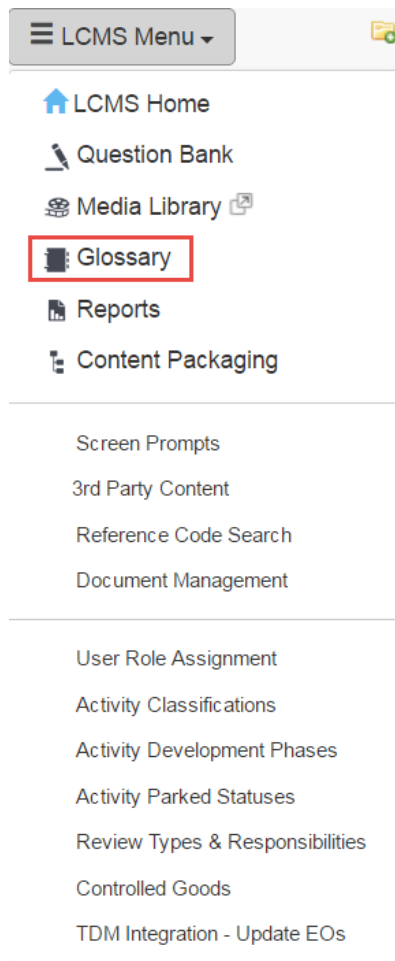 LCMS Menu
LCMS Home
Question Bank
Media Library
Glossary
Reports
Content Packaging
Screen Prompts
3rd Party Content
Reference Code Search
Document Management
User Role Assignment
Activity Classifications
Activity Development Phases
Activity Parked Statuses
Review Types & Responsibilities
Controlled Goods
TDM Integration - Update EOs